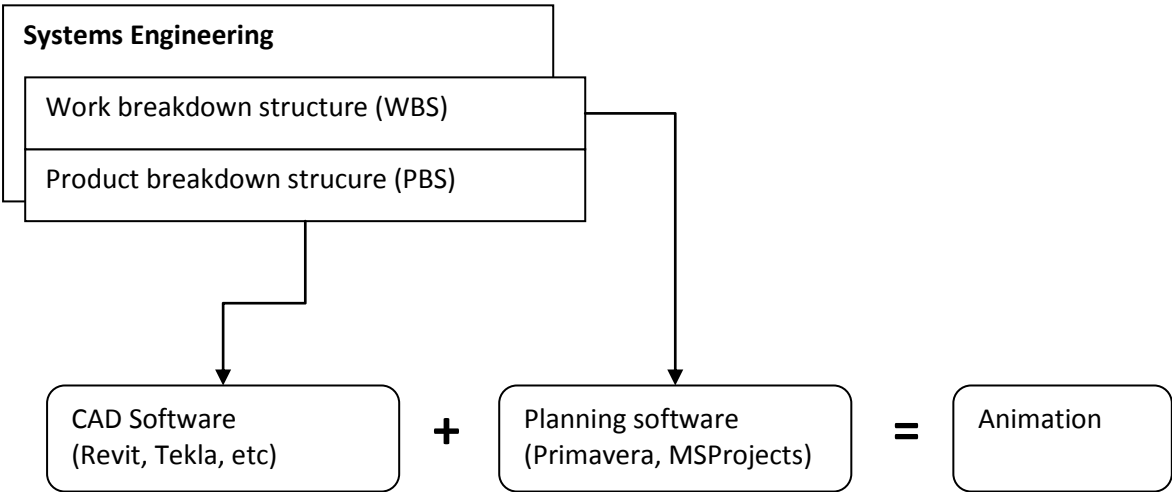 Systems Engineering
Work breakdown structure (WBS)
Product breakdown strucure (PBS)
CAD Software
(Revit, Tekla, etc)
+
Planning software
(Primavera, MSProjects)
=
Animation